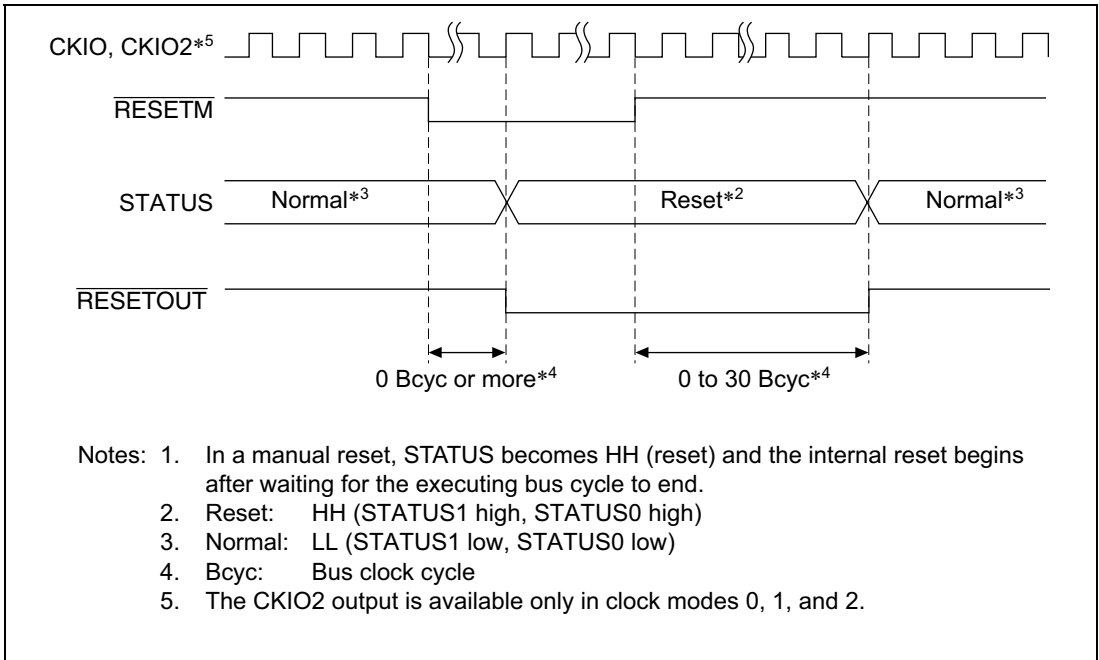 CKIO, CKIO2*5
RESETM
STATUS
Normal*3
Reset*2
Normal*3
RESETOUT
0 Bcyc or more*4
0 to 30 Bcyc*4
Notes: 1. In a manual reset, STATUS becomes HH (reset) and the internal reset begins
after waiting for the executing bus cycle to end.
2. Reset: HH (STATUS1 high, STATUS0 high)
3. Normal: LL (STATUS1 low, STATUS0 low)
4. Bcyc: Bus clock cycle
5. The CKIO2 output is available only in clock modes 0, 1, and 2.